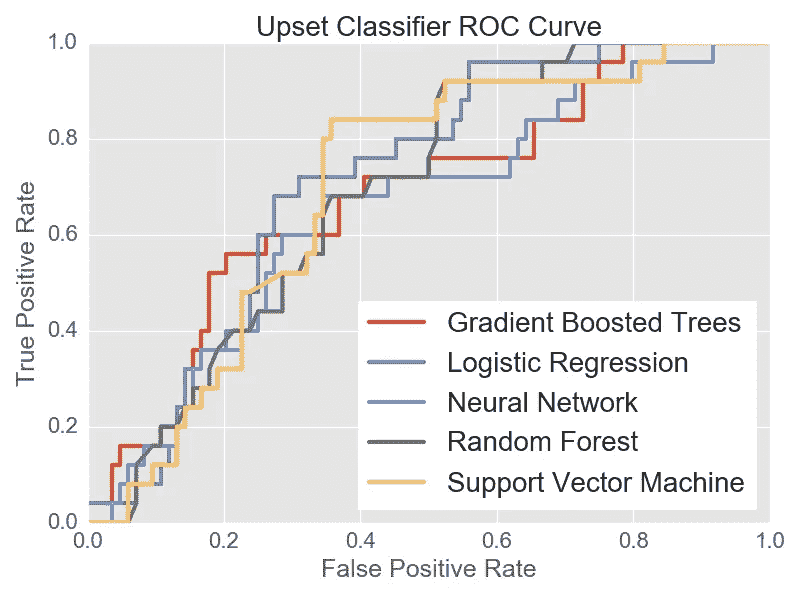 Upset Classifier ROC Curve
1.0
0.8
0.6
0.4
0.2
0.0
True Positive Rate
Gradient Boosted Trees
Logistic Regression
Neural Network
Random Forest
Support Vector Machine
0.0 0.2 0.4 0.6 0.8 1.0
False Positive Rate